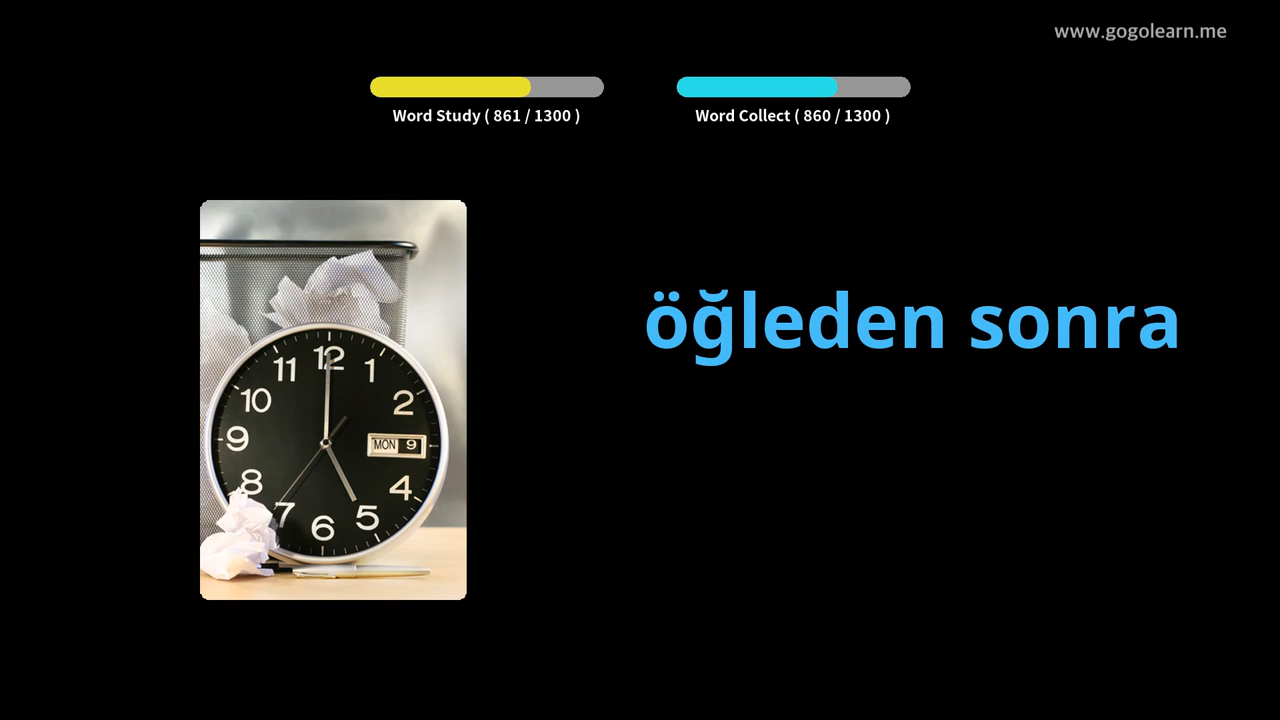 www.gogolearn.me
Word Study ( 861 / 1300 )
Word Collect ( 860 / 1300 )
öğleden sonra
12
11
1
10
2
9
MON 9
8
4
7
5
6